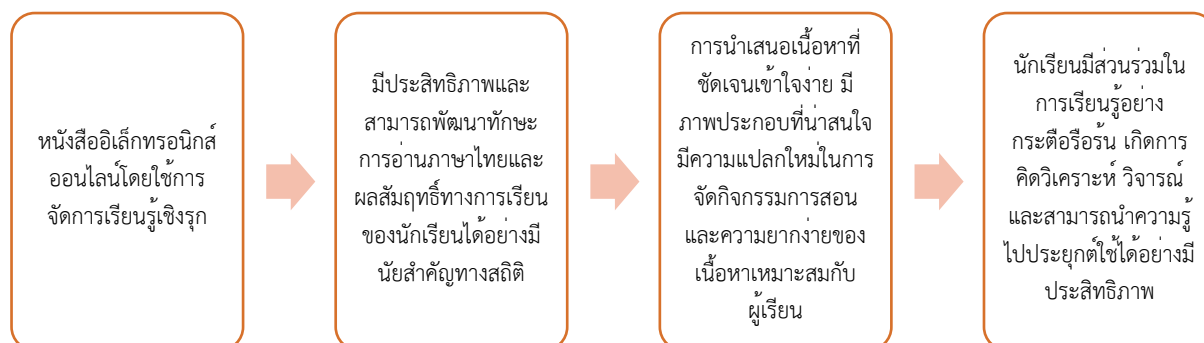 หนังสืออิเล็กทรอนิกส์
ออนไลน์โดยใช้การ
จัดการเรียนรู้เชิงรุก
มีประสิทธิภาพและ
สามารถพัฒนาทักษะ
การอ่านภาษาไทยและ
ผลสัมฤทธิ์ทางการเรียน
ของนักเรียนได้อย่างมี
นัยสำคัญทางสถิติ
การนำเสนอเนื้อหาที่
ชัดเจนเข้าใจง่าย มี
ภาพประกอบที่น่าสนใจ
มีความแปลกใหม่ในการ
จัดกิจกรรมการสอน
และความยากง่ายของ
เนื้อหาเหมาะสมกับ
ผู้เรียน
นักเรียนมีส่วนร่วมใน
การเรียนรู้อย่าง
กระตือรือร้น เกิดการ
คิดวิเคราะห์ วิจารณ์
และสามารถนำความรู้
ไปประยุกต์ใช้ได้อย่างมี
ประสิทธิภาพ